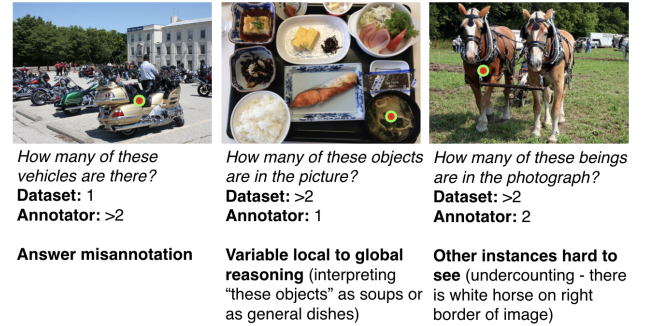 How many of these
vehicles are there?
Dataset: 1
Annotator: >2
Answer misannotation
How many of these objects
are in the picture?
Dataset: >2
Annotator: 1
Variable local to global
reasoning (interpreting
“these objects” as soups or
as general dishes)
How many of these beings
are in the photograph?
Dataset: >2
Annotator: 2
Other instances hard to
see (undercounting - there
is white horse on right
border of image)